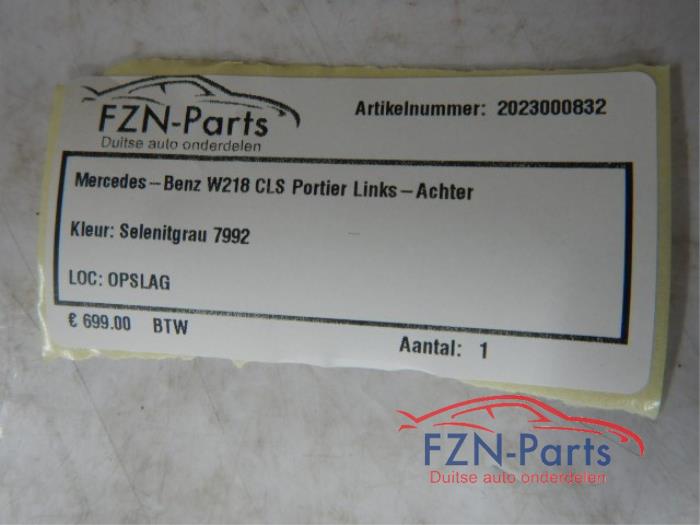 FZN-Parts
Duitse auto onderdelen
Artikelnummer: 2023000832
Mercedes-Benz W218 CLS Portier Links-Achter
Kleur: Selenitgrau 7992
LOC: OPSLAG
€ 699.00 BTW
Aantal: 1
FZN-Parts
Duitse auto onderdelen